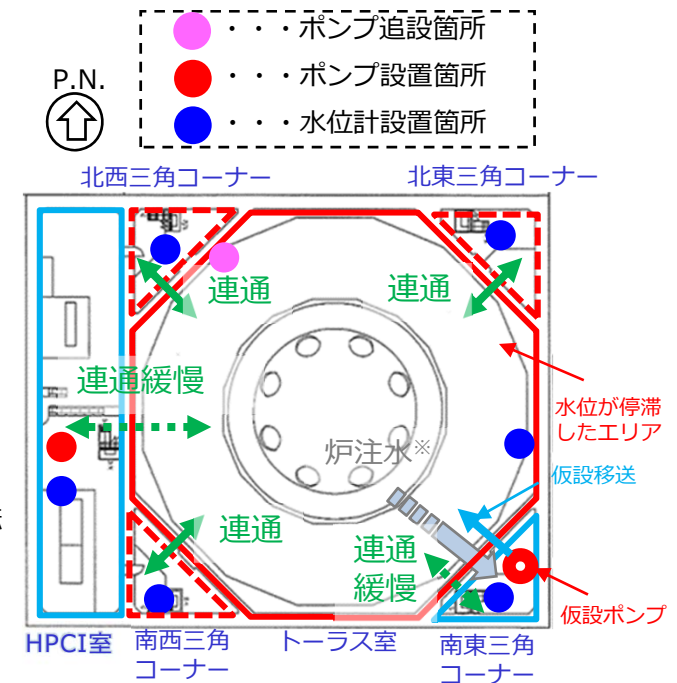 ・・・ポンプ追設箇所
・・・ポンプ設置箇所
・・・水位計設置箇所
P.N.
北西三角コーナー
北東三角コーナー
連通
連通
連通緩慢
水位が停滞
したエリア
炉注水※
仮設移送
連通
連通
緩慢
仮設ポンプ
HPCI室
南西三角
コーナー
トーラス室
南東三角
コーナー